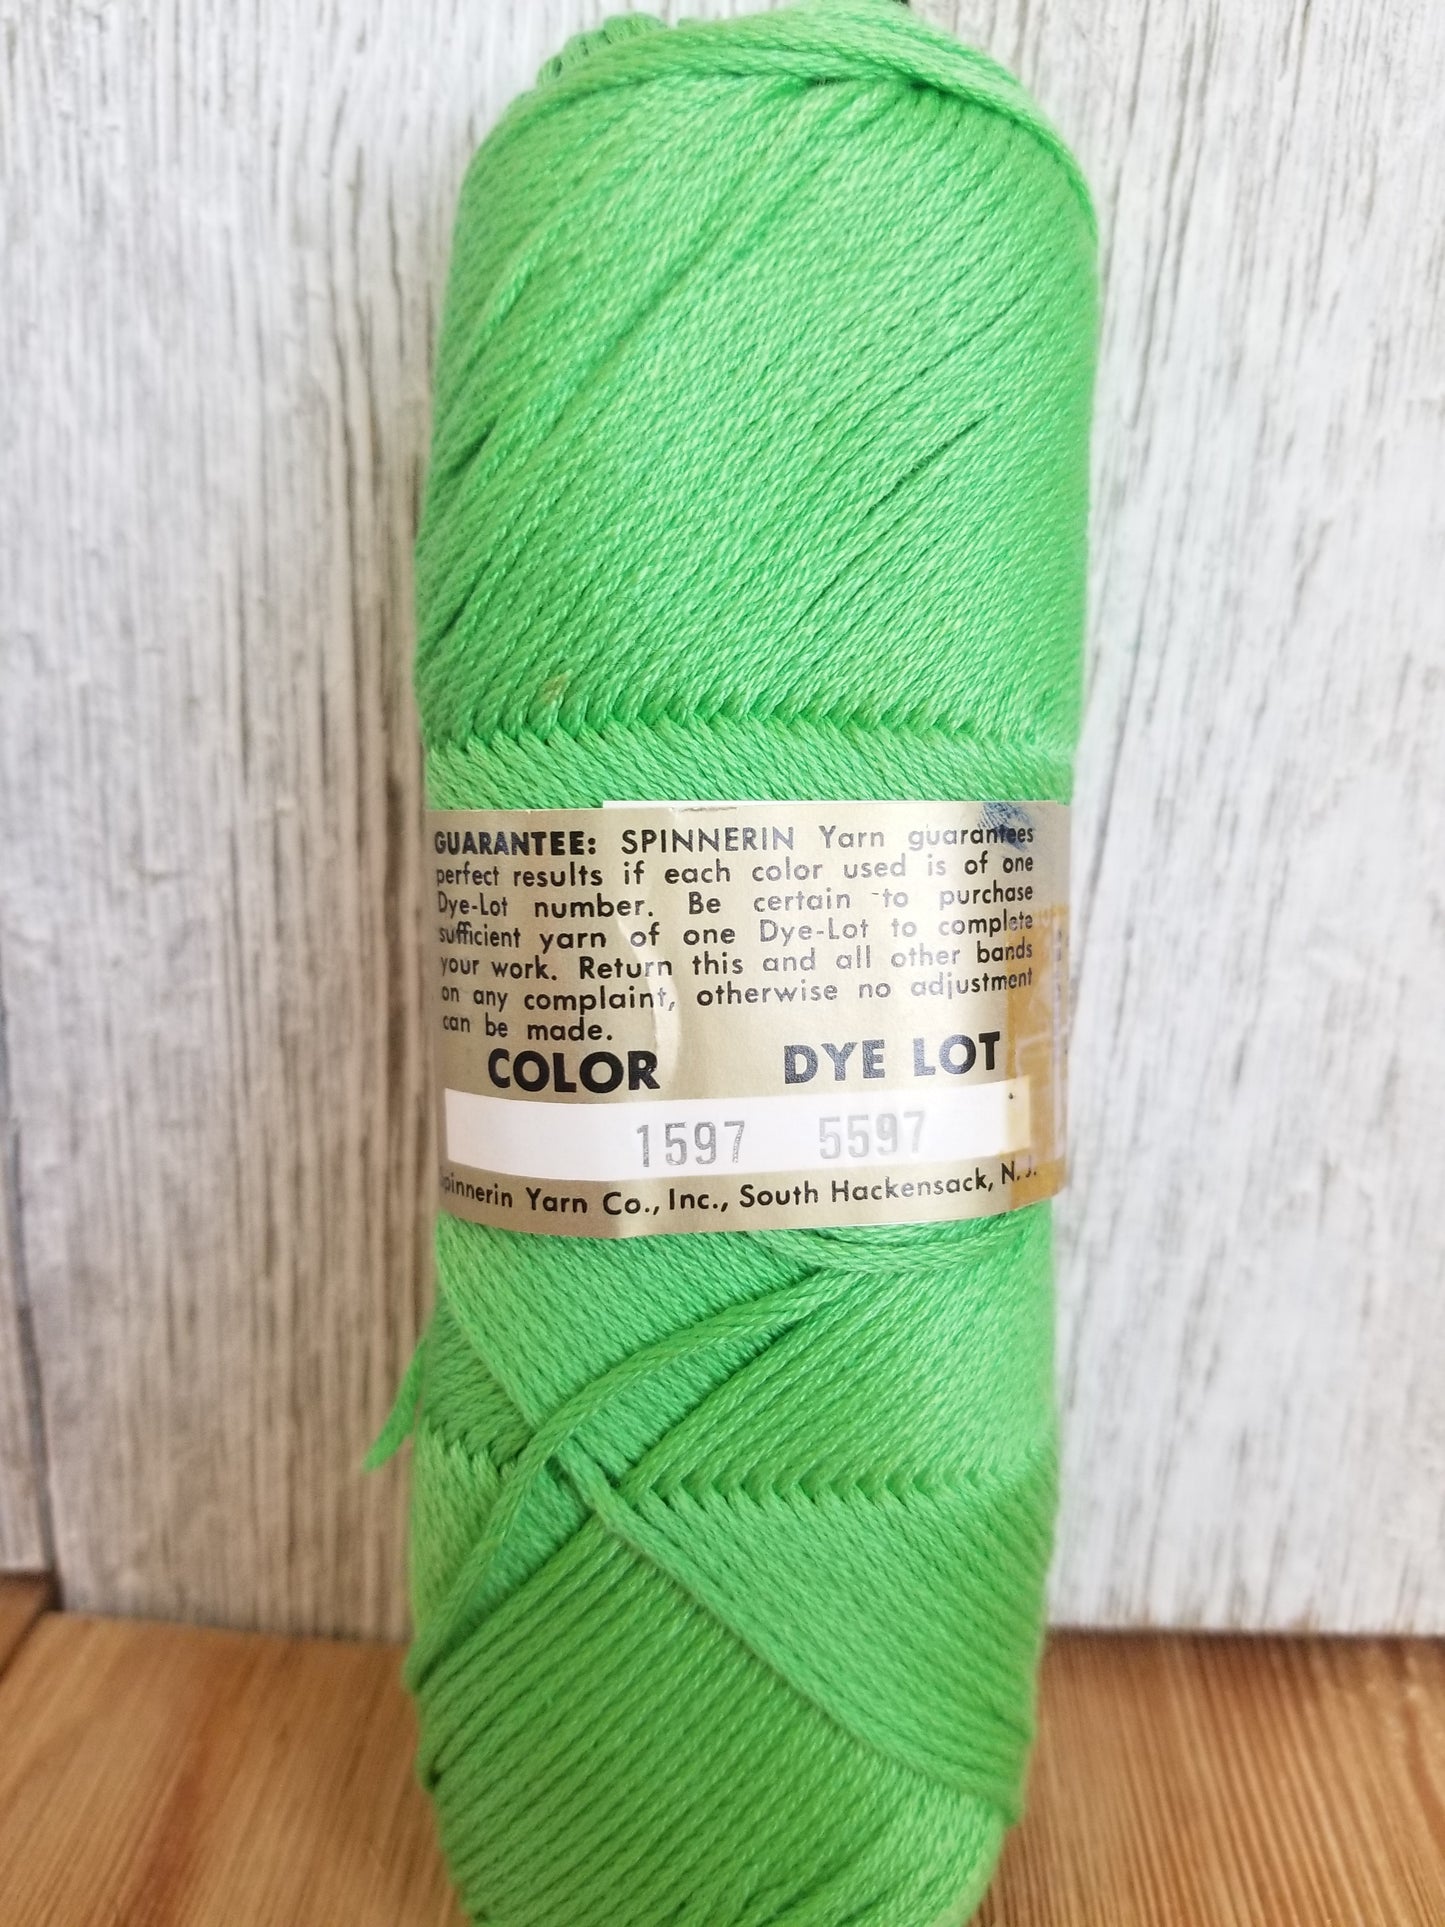 GUARANTEE: SPINNERIN Yarn guarantees
perfect results if each color used is of one
Dye-Lot number. Be certain to purchase
sufficient yarn of one Dye-Lot to complete
your work. Return this and all other bands
on any complaint, otherwise no adjustment
can be made.
COLOR DYE LOT
1597 5597
Spinnerin Yarn Co., Inc., South Hackensack, N.J.